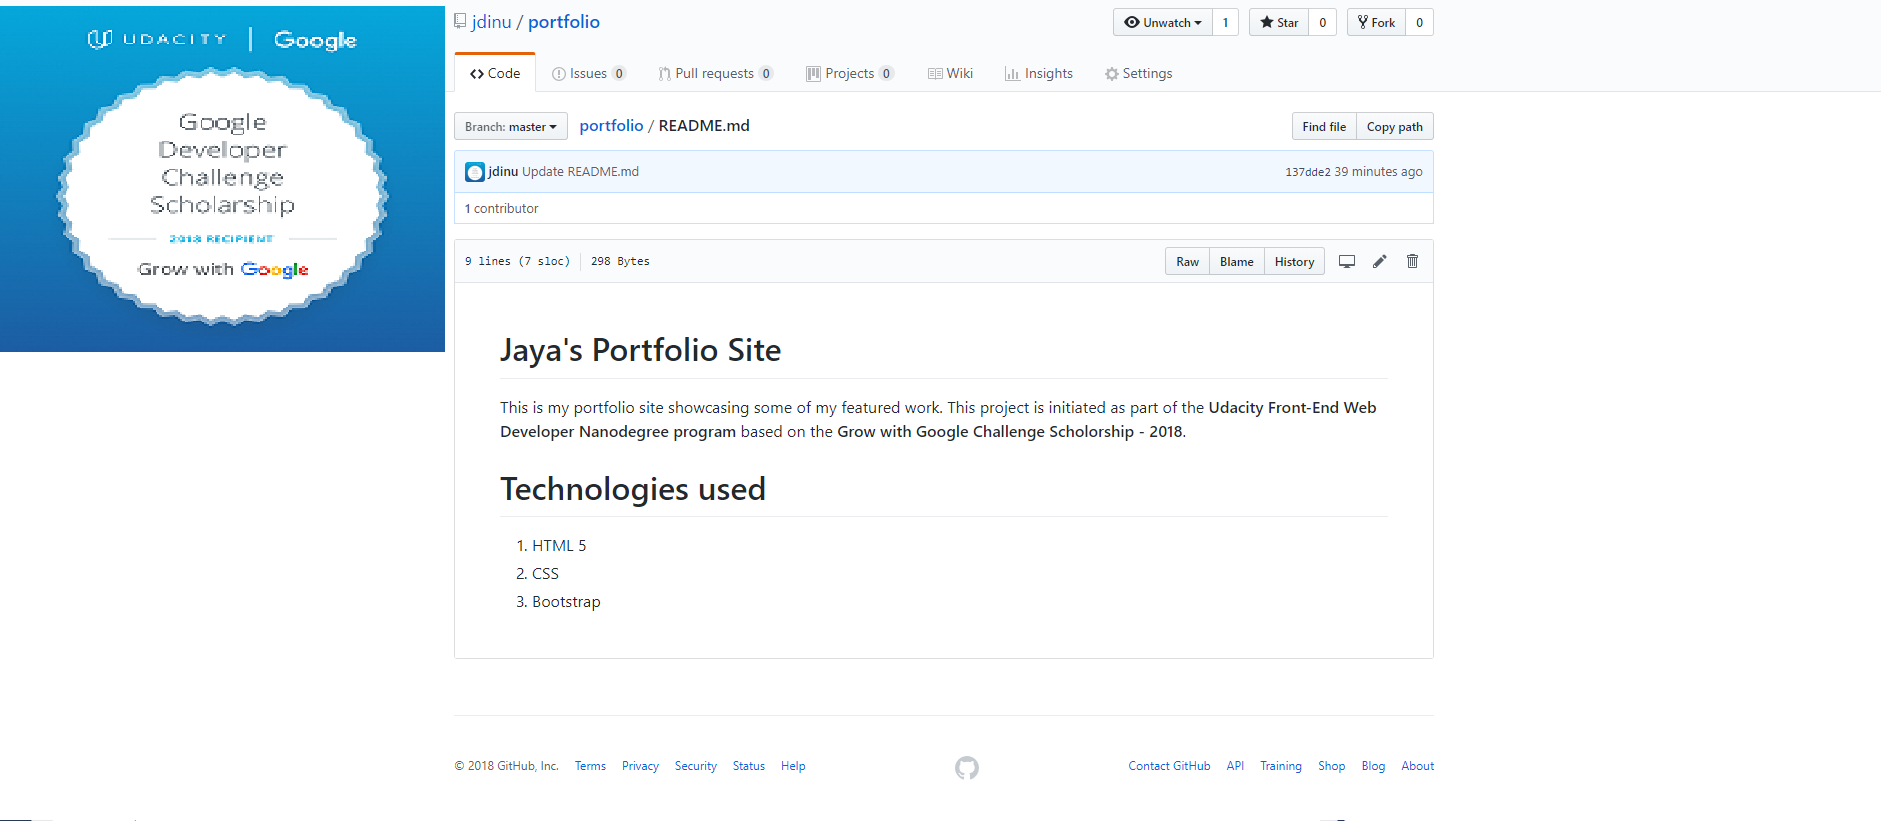 UDACITY | Google
Google
Developer
Challenge
Scholarship
2018 RECIPIENT
Grow with Google
jdinu / portfolio
Unwatch 1
Star 0
Fork 0
Code
Issues 0
Pull requests 0
Projects 0
Wiki
Insights
Settings
Branch: master
portfolio / README.md
Find file
Copy path
jdinu Update README.md
137dde2 39 minutes ago
1 contributor
9 lines (7 sloc) 298 Bytes
Raw
Blame
History
Jaya's Portfolio Site
This is my portfolio site showcasing some of my featured work. This project is initiated as part of the Udacity Front-End Web
Developer Nanodegree program based on the Grow with Google Challenge Scholorship - 2018.
Technologies used
1. HTML 5
2. CSS
3. Bootstrap
© 2018 GitHub, Inc. Terms Privacy Security Status Help
Contact GitHub API Training Shop Blog About